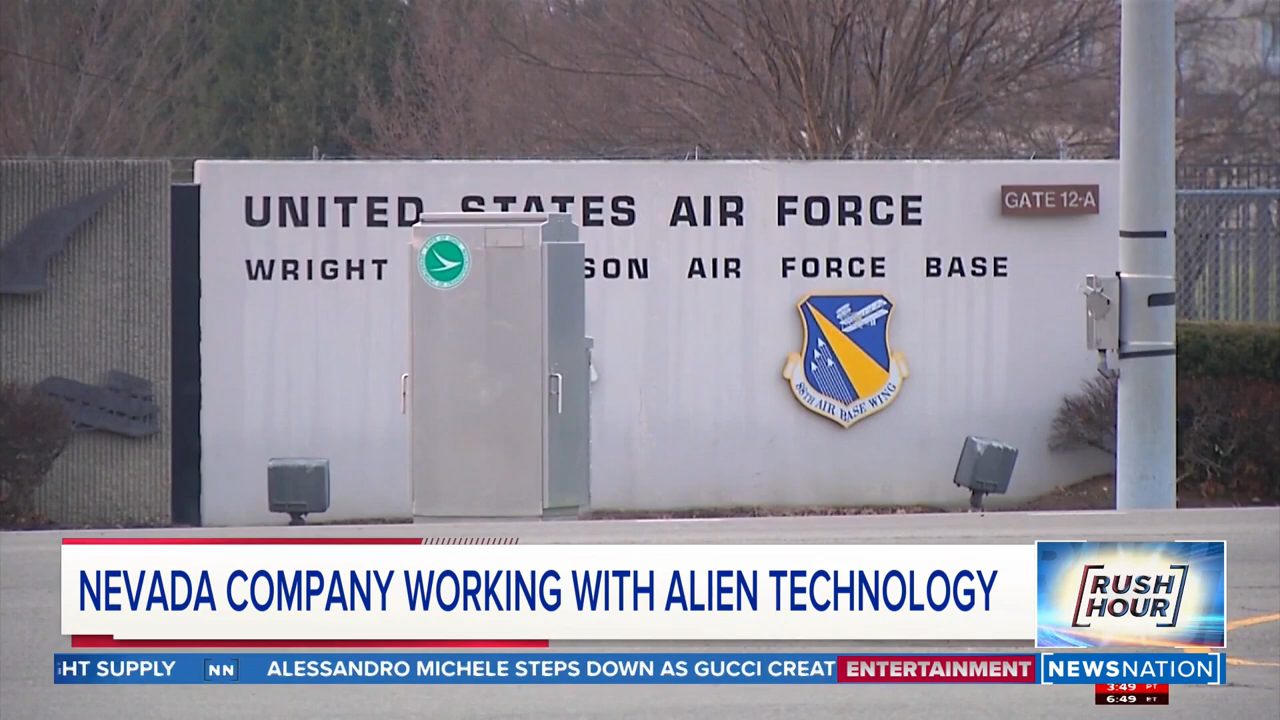 UNITED STATES AIR FORCE
GATE 12-A
WRIGHT SON AIR FORCE BASE
88TH AIR BASE WING
NEVADA COMPANY WORKING WITH ALIEN TECHNOLOGY
[RUSH HOUR]
GHT SUPPLY NN ALESSANDRO MICHELE STEPS DOWN AS GUCCI CREAT ENTERTAINMENT [NEWSNATION]
3:49 PT
6:49 ET